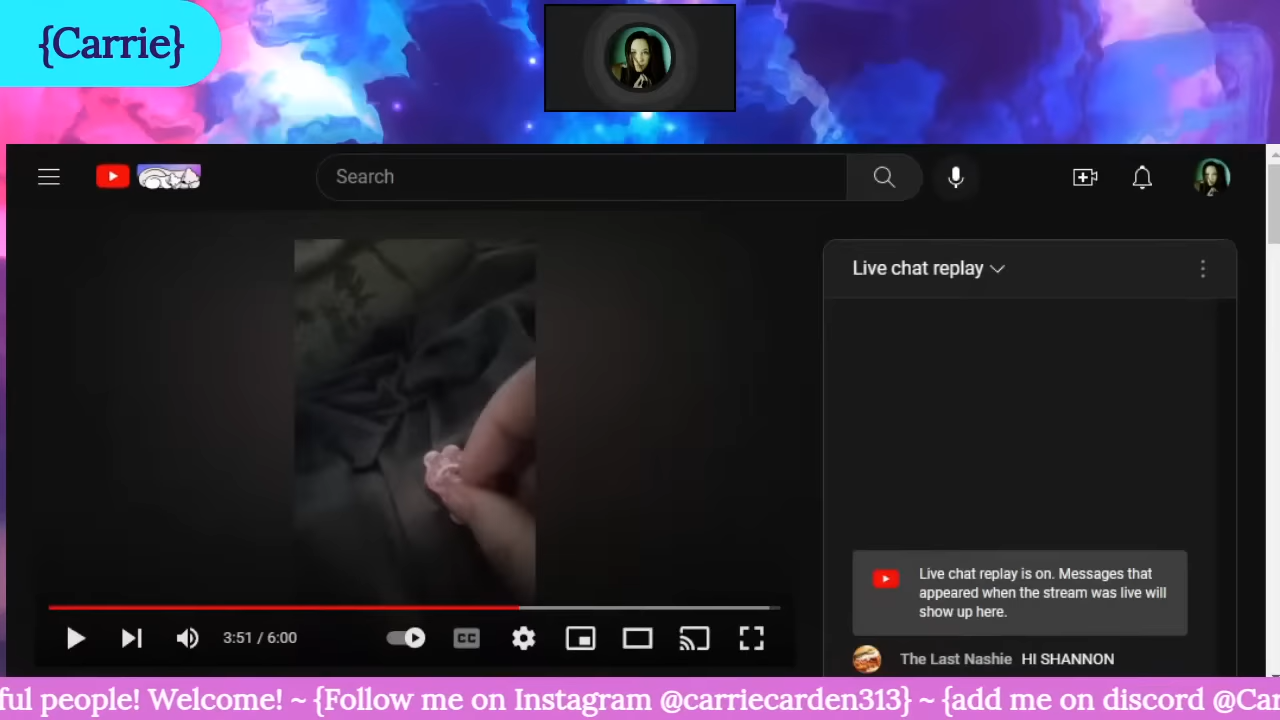 {Carrie}
Search
Live chat replay
Live chat replay is on. Messages that
appeared when the stream was live will
show up here.
The Last Nashie HI SHANNON
3:51 / 6:00
CC
ful people! Welcome! ~ {Follow me on Instagram @carriecarden313} ~ {add me on discord @Car